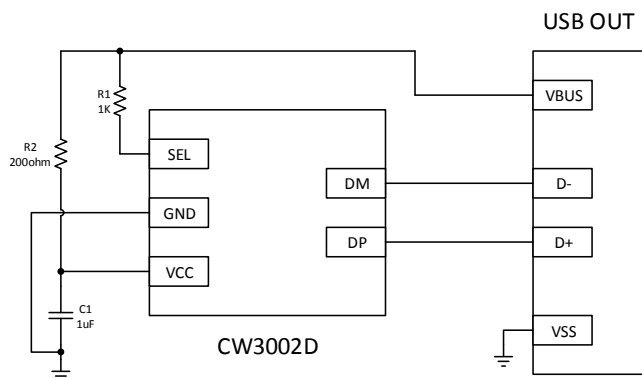 USB OUT
VBUS
R1
1K
R2
200ohm
SEL
DM
D-
GND
DP
D+
VCC
C1
1uF
VSS
CW3002D